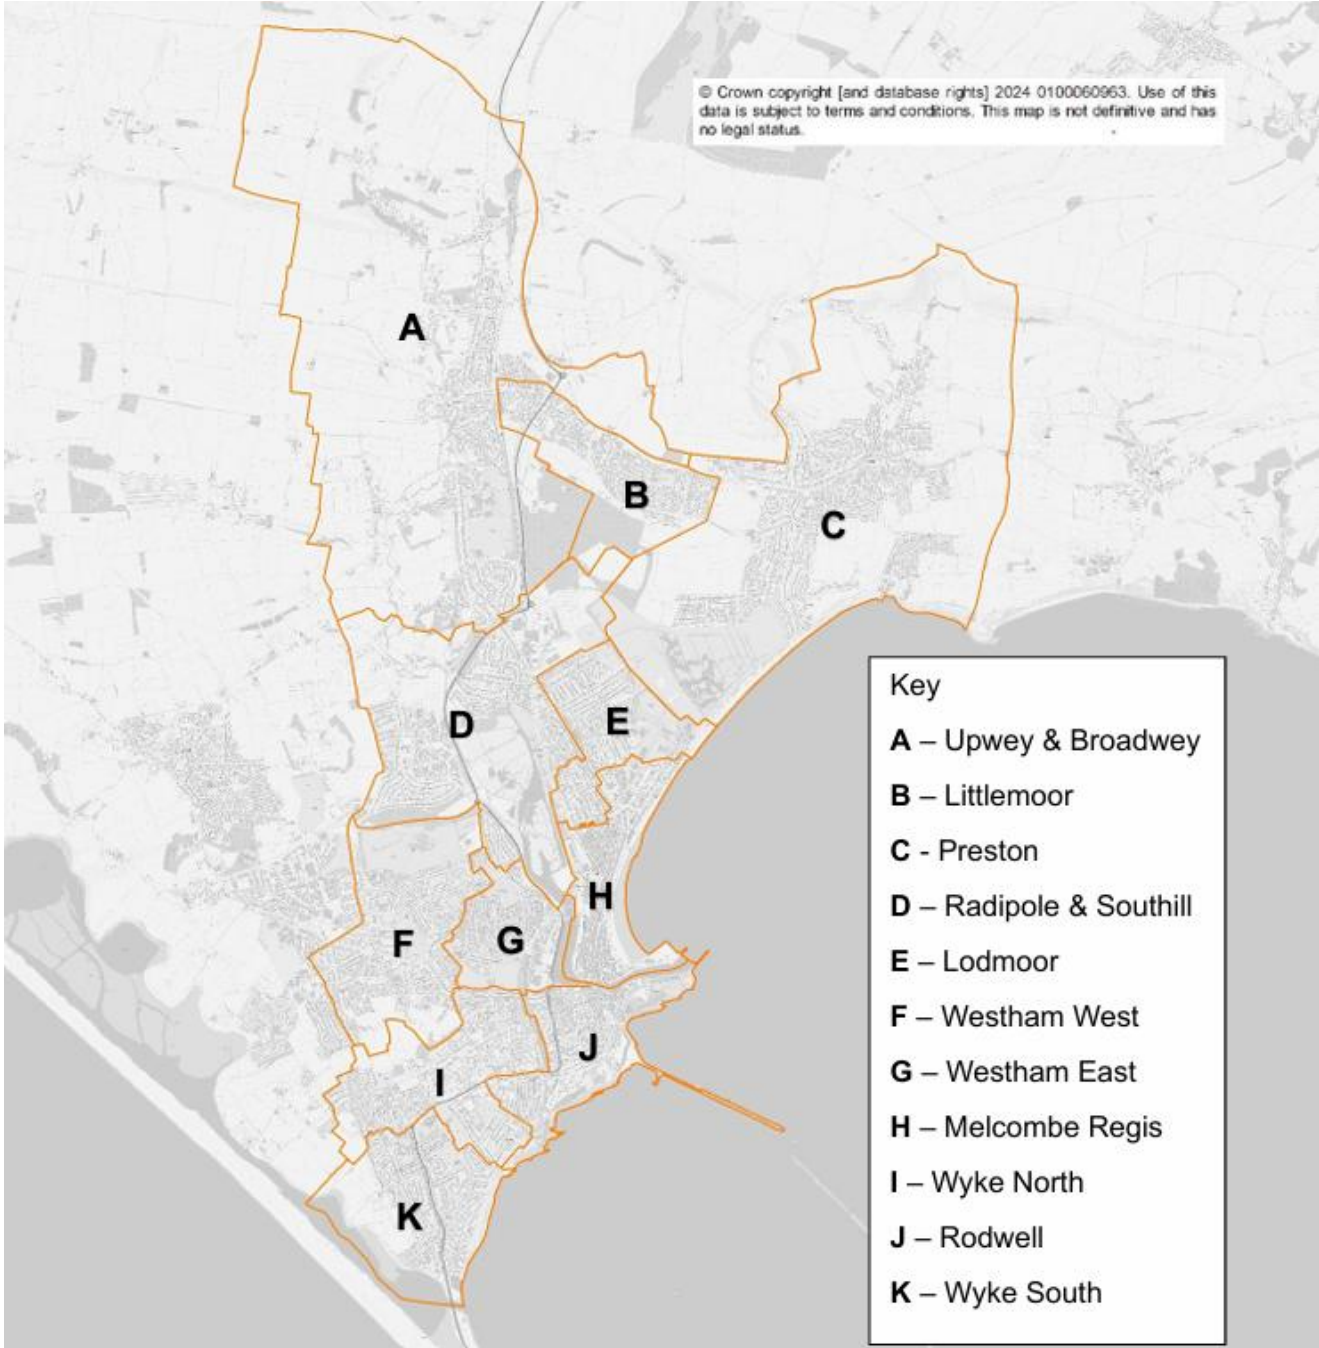 © Crown copyright [and database rights] 2024 0100060963. Use of this
data is subject to terms and conditions. This map is not definitive and has
no legal status.
A
B
C
D
E
F
G
H
I
J
K
Key
A – Upwey & Broadwey
B – Littlemoor
C - Preston
D – Radipole & Southill
E – Lodmoor
F – Westham West
G – Westham East
H – Melcombe Regis
I – Wyke North
J – Rodwell
K – Wyke South